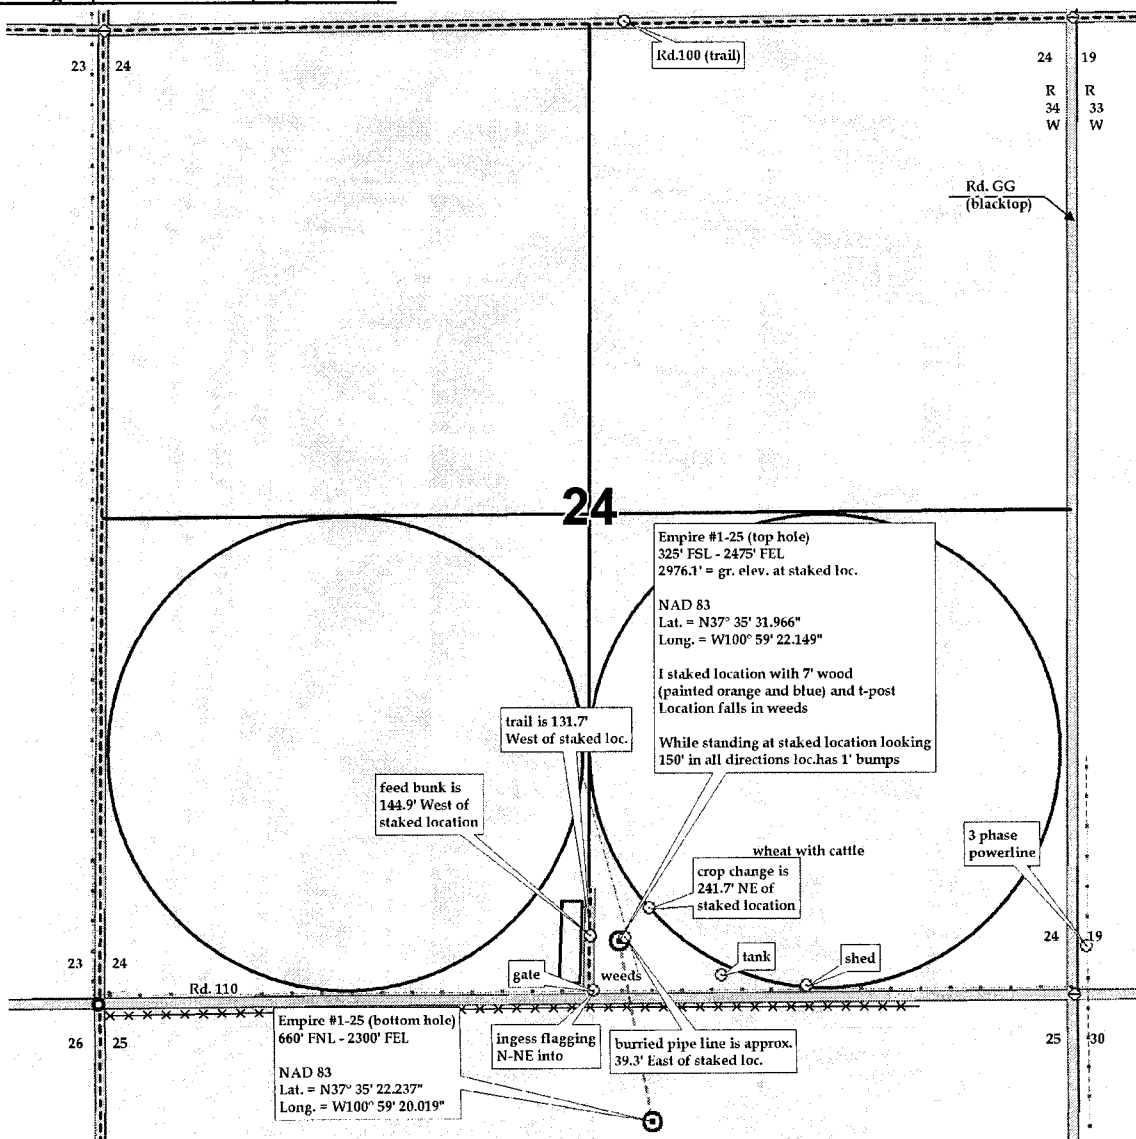 Rd.100 (trail)
23
24
24
19
R
R
34
33
W
W
Rd. GG
(blacktop)
24
Empire #1-25 (top hole)
325' FSL - 2475' FEL
2976.1' = gr. elev. at staked loc.
NAD 83
Lat. = N37° 35' 31.966"
Long. = W100° 59' 22.149"
I staked location with 7' wood
(painted orange and blue) and t-post
Location falls in weeds
While standing at staked location looking
150' in all directions loc.has 1' bumps
trail is 131.7'
West of staked loc.
feed bunk is
144.9' West of
staked location
wheat with cattle
3 phase
powerline
crop change is
241.7' NE of
staked location
23
24
24
19
tank
shed
gate
weeds
Rd. 110
26
25
Empire #1-25 (bottom hole)
660' FNL - 2300' FEL
NAD 83
Lat. = N37° 35' 22.237"
Long. = W100° 59' 20.019"
ingess flagging
N-NE into
burried pipe line is approx.
39.3' East of staked loc.
25
30